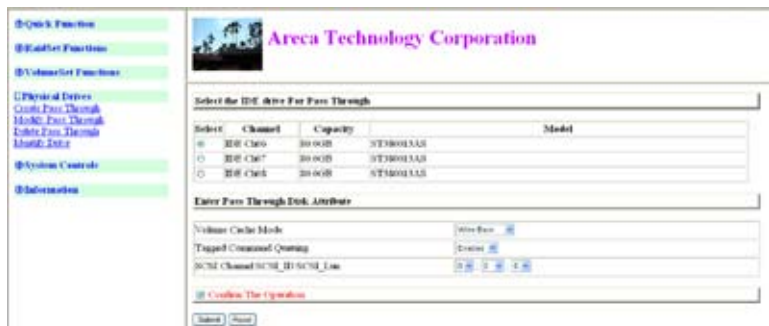 Quick Function
RaidSet Functions
VolumeSet Functions
Physical Drives
Create Pass Through
Modify Pass Through
Delete Pass Through
Identify Drive
System Controls
Information
Areca Technology Corporation
Select the IDE drive For Pass Through
Select Channel Capacity Model
IDE Ch06 80.0GB ST380013AS
IDE Ch07 80.0GB ST380013AS
IDE Ch08 80.0GB ST380013AS
Enter Pass Through Disk Attribute
Volume Cache Mode Write Back
Tagged Command Queuing Enabled
SCSI Channel:SCSI_ID:SCSI_Lun 0
Confirm The Operation
Submit Reset